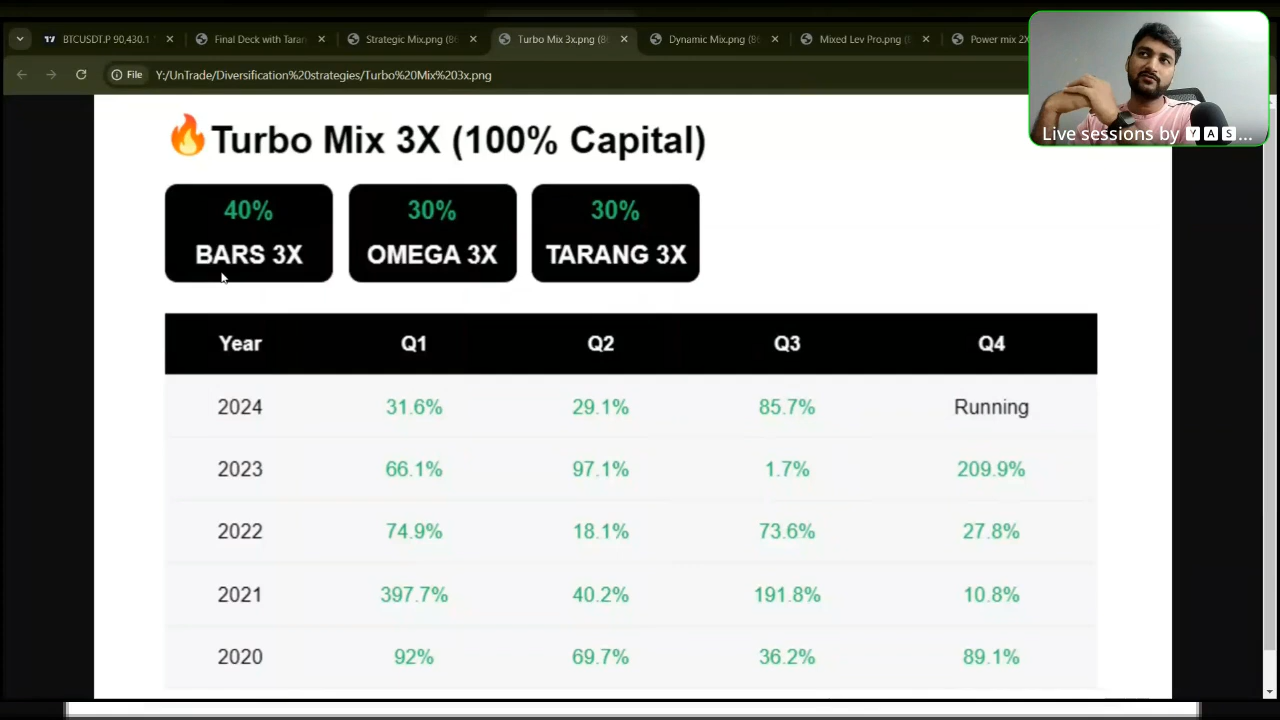 BTCUSDT.P 90,430.1
Final Deck with Taran
Strategic Mix.png (86
Turbo Mix 3x.png (86
Dynamic Mix.png (86
Mixed Lev Pro.png (
Power mix 2X
File
Y:/UnTrade/Diversification%20strategies/Turbo%20Mix%203x.png
Live sessions by 🆈🅰🆂...
🔥Turbo Mix 3X (100% Capital)
40% 30% 30%
BARS 3X OMEGA 3X TARANG 3X
Year Q1 Q2 Q3 Q4
2024 31.6% 29.1% 85.7% Running
2023 66.1% 97.1% 1.7% 209.9%
2022 74.9% 18.1% 73.6% 27.8%
2021 397.7% 40.2% 191.8% 10.8%
2020 92% 69.7% 36.2% 89.1%